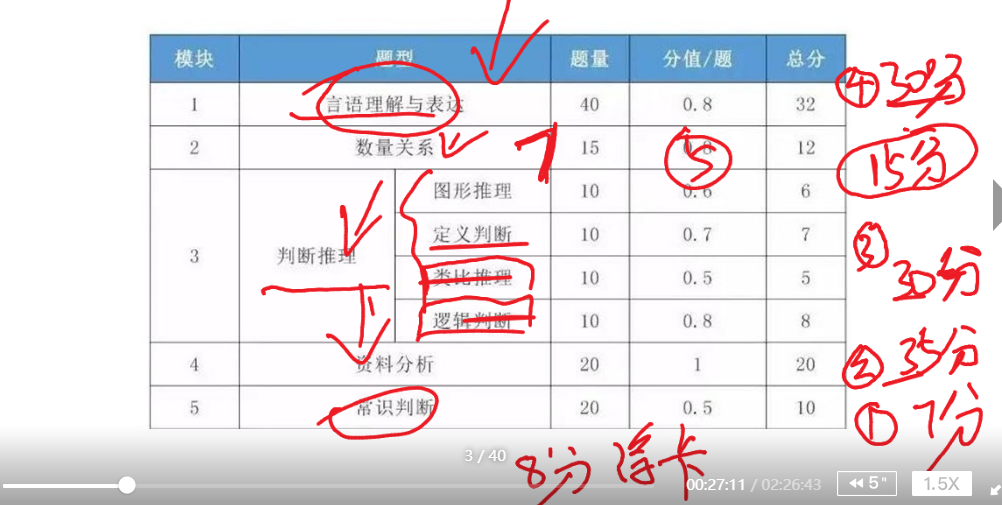 模块 题型 题量 分值/题 总分
1 言语理解与表达 40 0.8 32 ④30分
2 数量关系 15 0.8 12 ⑤ 15分
3 判断推理 图形推理 10 0.6 6
定义判断 10 0.7 7 ③30分
类比推理 10 0.5 5
逻辑判断 10 0.8 8
4 资料分析 20 1 20 ②35分
5 常识判断 20 0.5 10 ①7分
3 / 40
8分 涂卡
00:27:11 / 02:26:43 5" 1.5X